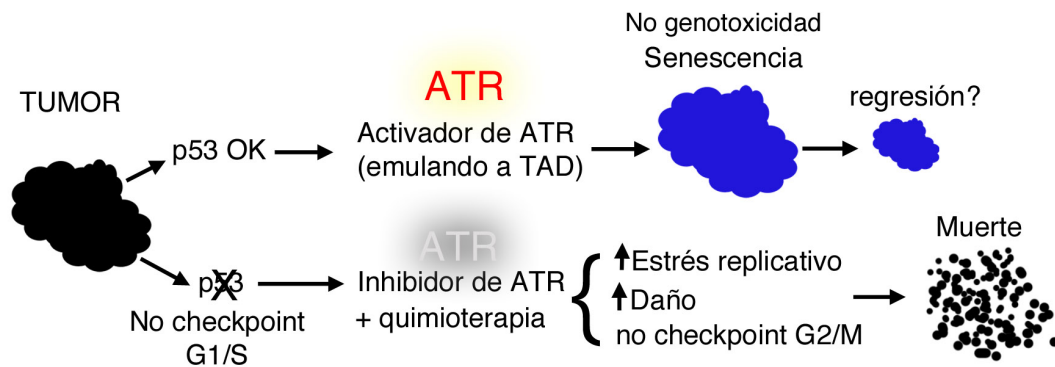 TUMOR
p53 OK
ATR
Activador de ATR
(emulando a TAD)
No genotoxicidad
Senescencia
regresión?
p53
No checkpoint
G1/S
ATR
Inhibidor de ATR
+ quimioterapia
Estrés replicativo
Daño
no checkpoint G2/M
Muerte